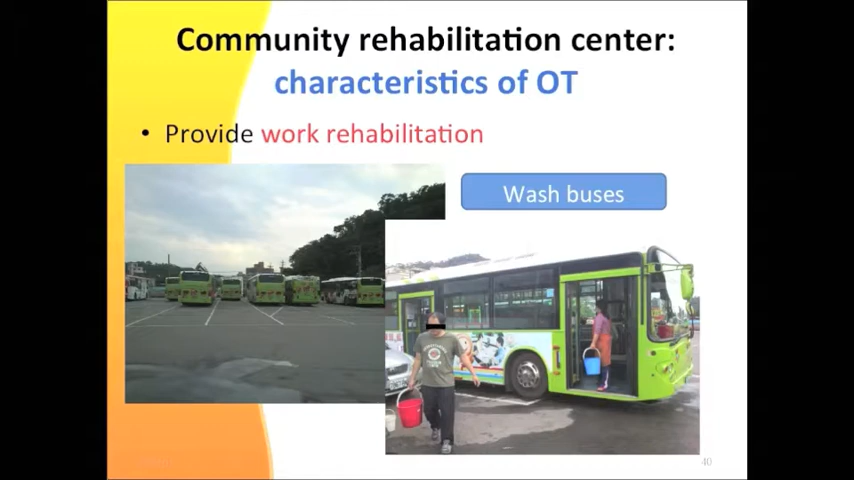 Community rehabilitation center:
characteristics of OT
• Provide work rehabilitation
Wash buses
40